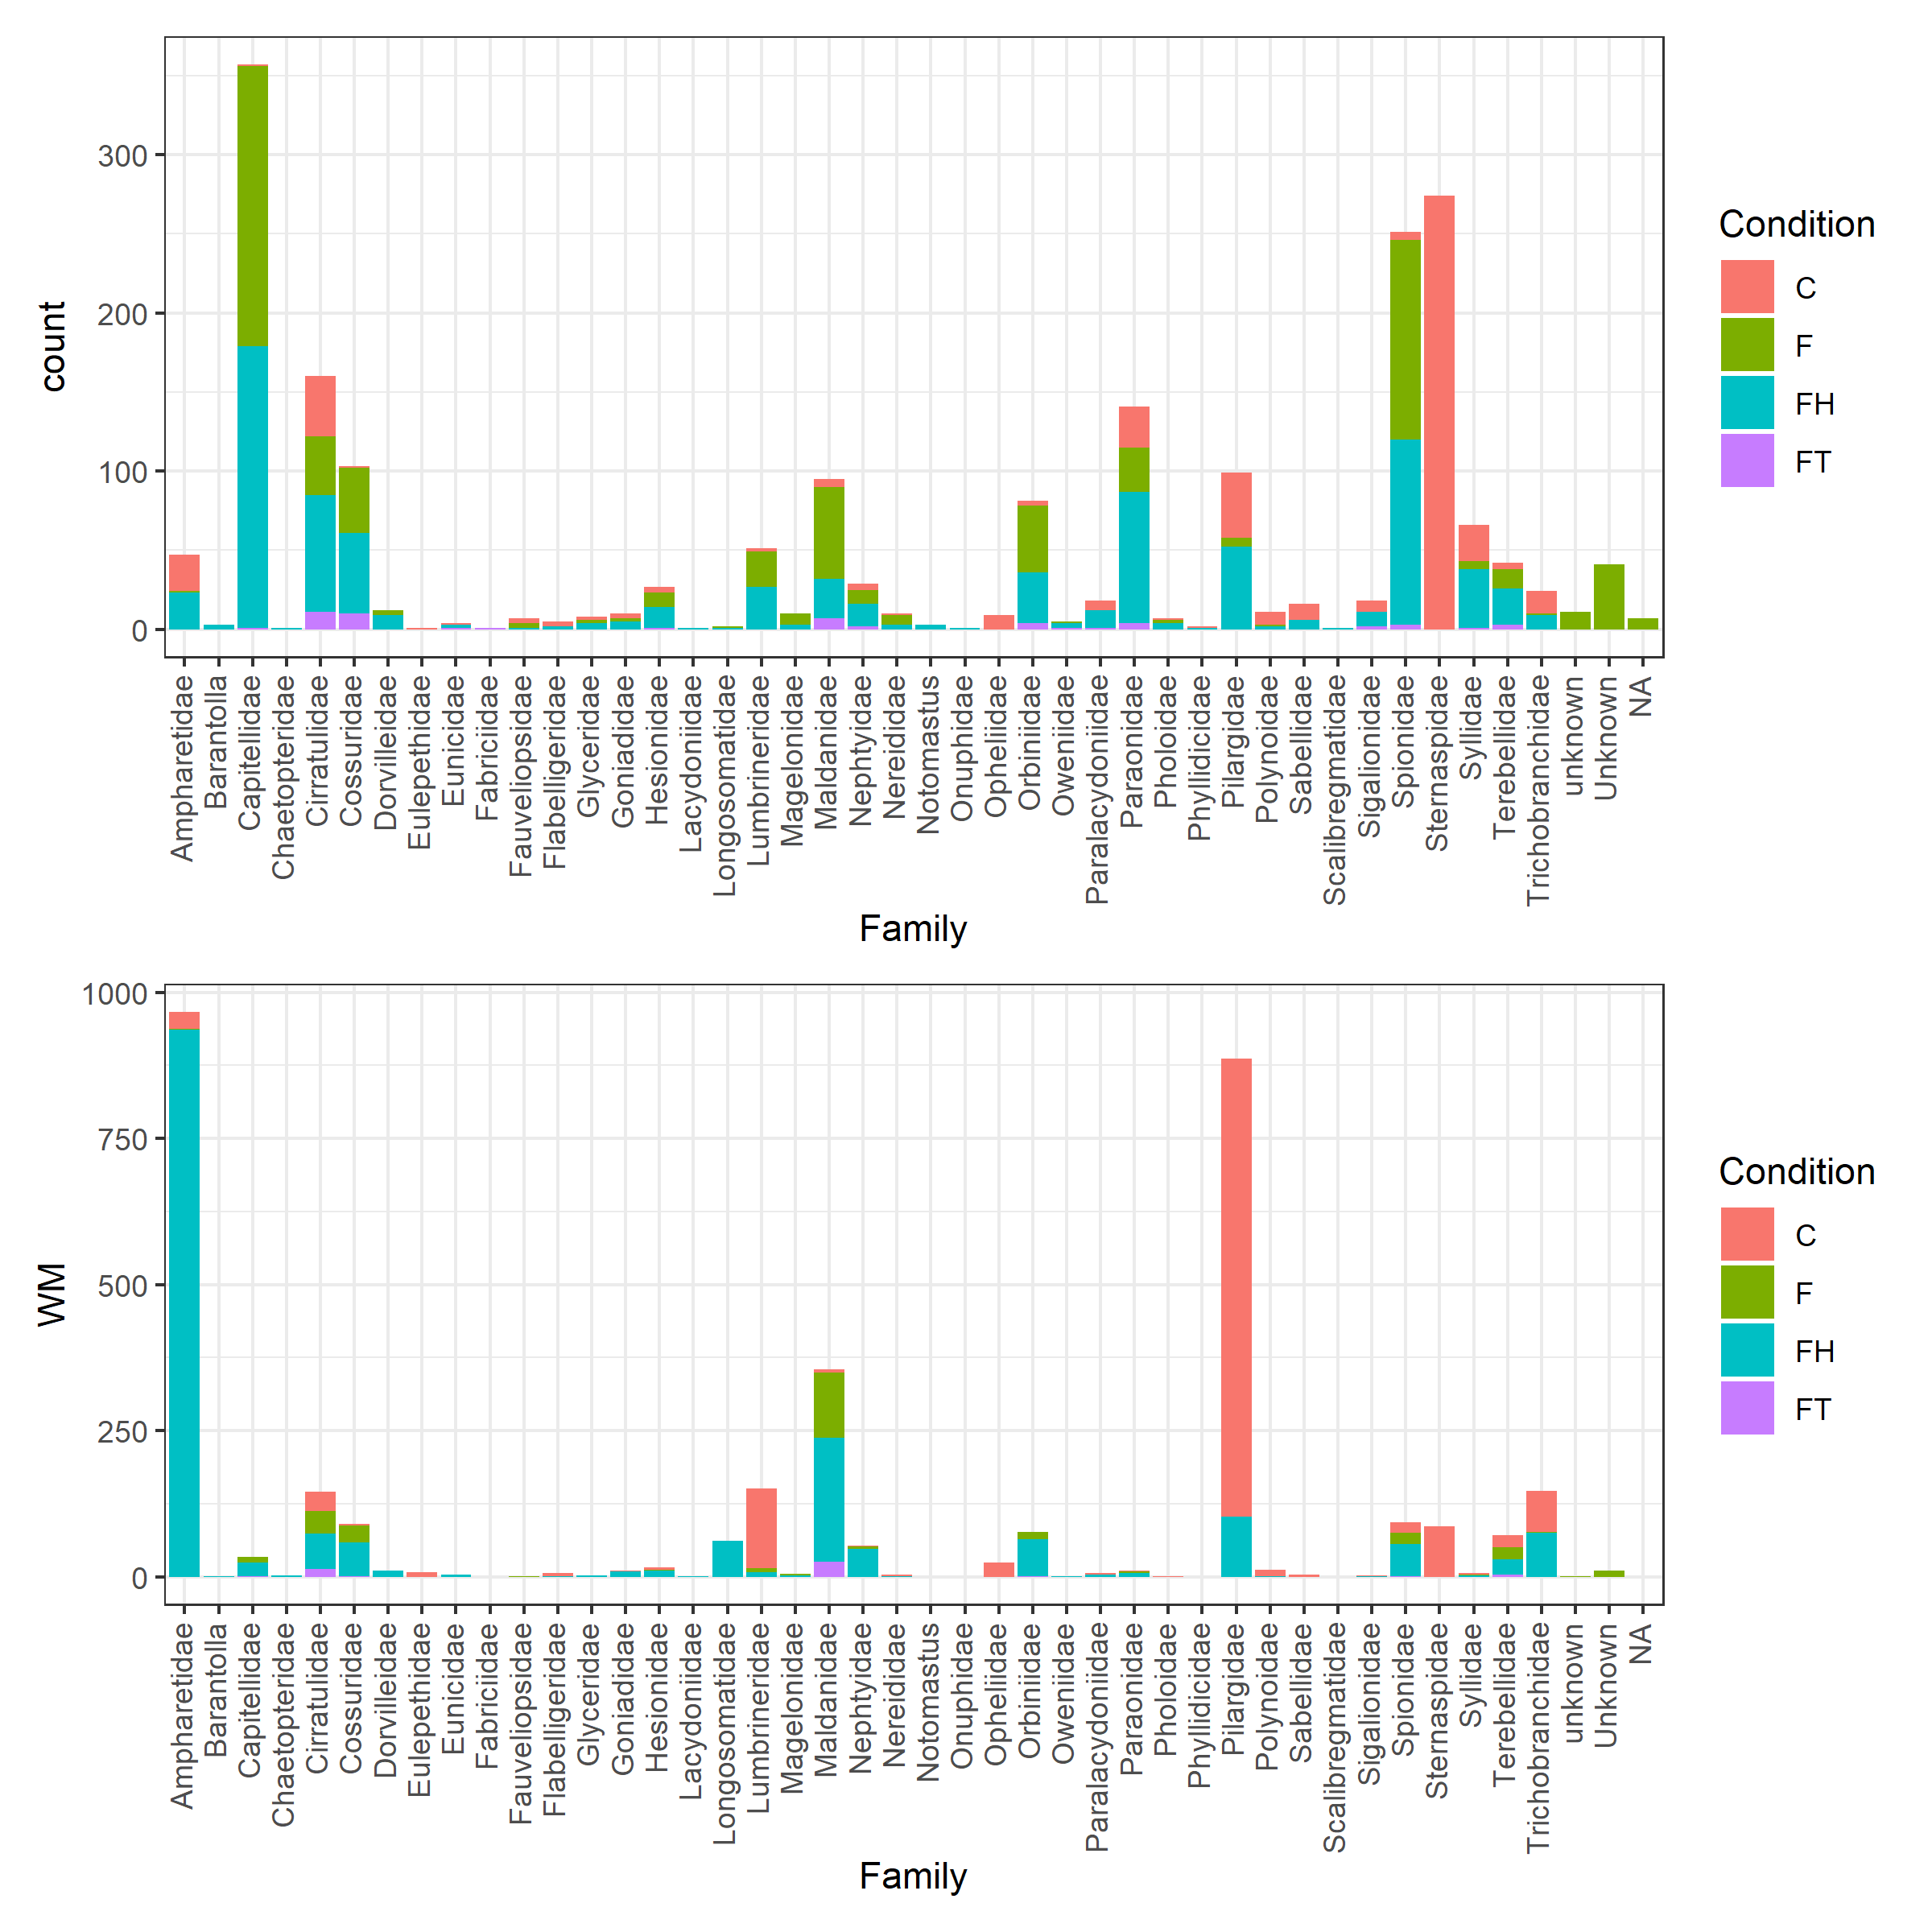 count
300
200
100
0
Ampharetidae
Barantolla
Capitellidae
Chaetopteridae
Cirratulidae
Cossuridae
Dorvilleidae
Eulepethidae
Eunicidae
Fabriciidae
Fauveliopsidae
Flabelligeridae
Glyceridae
Goniadidae
Hesionidae
Lacydoniidae
Longosomatidae
Lumbrineridae
Magelonidae
Maldanidae
Nephtyidae
Nereididae
Notomastus
Onuphidae
Opheliidae
Orbiniidae
Oweniidae
Paralacydoniidae
Paraonidae
Pholoidae
Phyllidicidae
Pilargidae
Polynoidae
Sabellidae
Scalibregmatidae
Sigalionidae
Spionidae
Sternaspidae
Syllidae
Terebellidae
Trichobranchidae
unknown
Unknown
NA
Family
Condition
C
F
FH
FT
WM
1000
750
500
250
0
Ampharetidae
Barantolla
Capitellidae
Chaetopteridae
Cirratulidae
Cossuridae
Dorvilleidae
Eulepethidae
Eunicidae
Fabriciidae
Fauveliopsidae
Flabelligeridae
Glyceridae
Goniadidae
Hesionidae
Lacydoniidae
Longosomatidae
Lumbrineridae
Magelonidae
Maldanidae
Nephtyidae
Nereididae
Notomastus
Onuphidae
Opheliidae
Orbiniidae
Oweniidae
Paralacydoniidae
Paraonidae
Pholoidae
Phyllidicidae
Pilargidae
Polynoidae
Sabellidae
Scalibregmatidae
Sigalionidae
Spionidae
Sternaspidae
Syllidae
Terebellidae
Trichobranchidae
unknown
Unknown
NA
Family
Condition
C
F
FH
FT